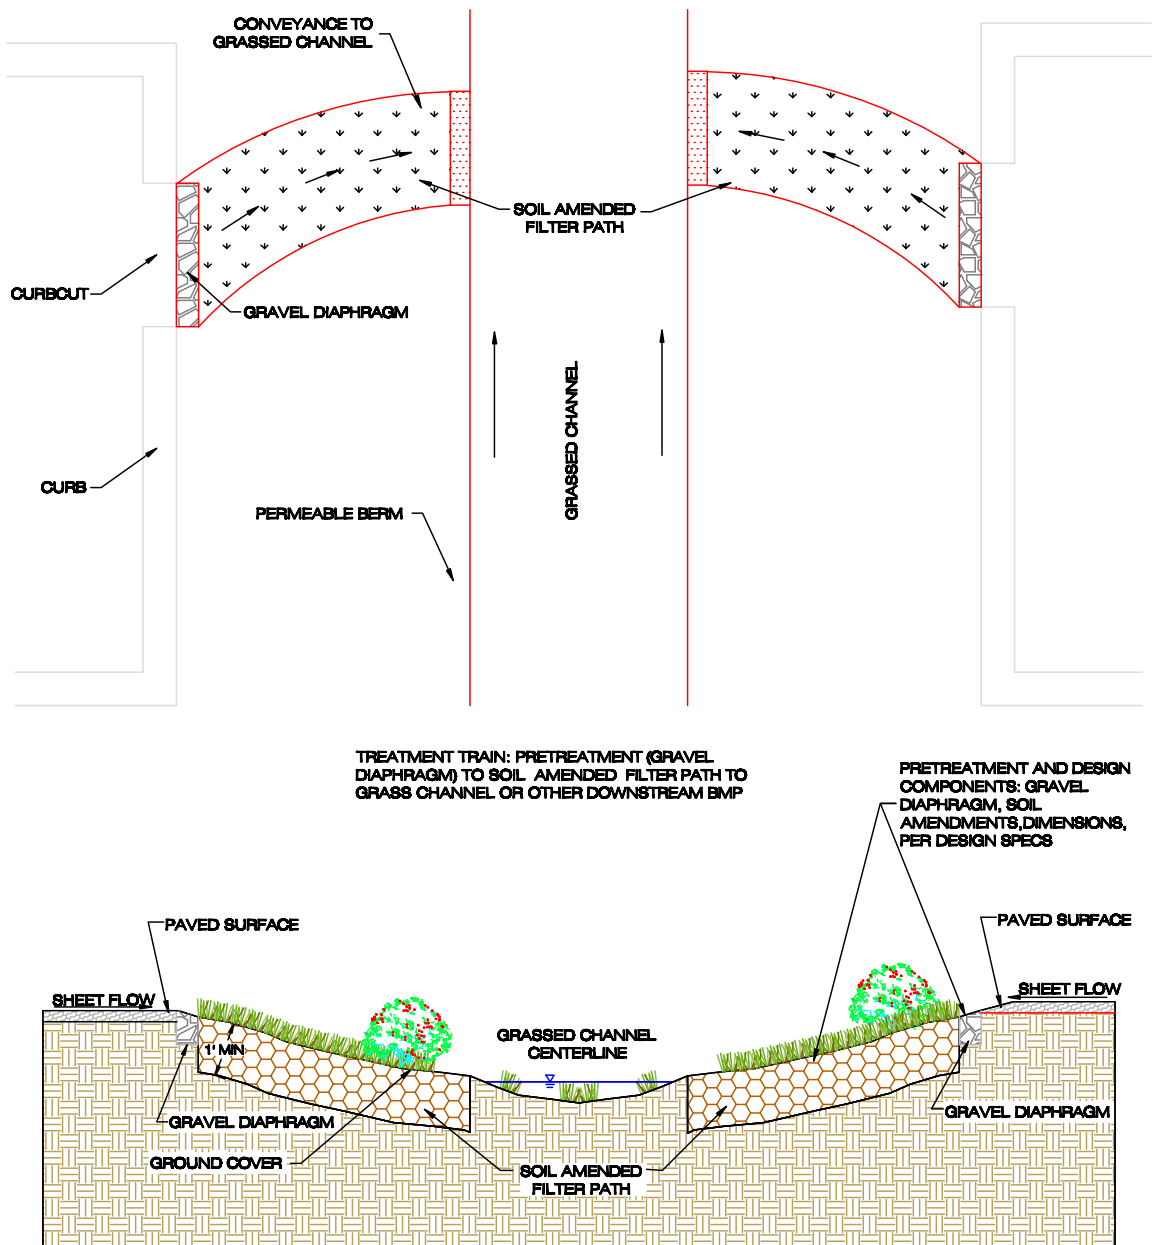 CONVEYANCE TO
GRASSED CHANNEL
SOIL AMENDED
FILTER PATH
CURBCUT
GRAVEL DIAPHRAGM
GRASSED CHANNEL
CURB
PERMEABLE BERM
TREATMENT TRAIN: PRETREATMENT (GRAVEL
DIAPHRAGM) TO SOIL AMENDED FILTER PATH TO
GRASS CHANNEL OR OTHER DOWNSTREAM BMP
PRETREATMENT AND DESIGN
COMPONENTS: GRAVEL
DIAPHRAGM, SOIL
AMENDMENTS,DIMENSIONS,
PER DESIGN SPECS
PAVED SURFACE
PAVED SURFACE
SHEET FLOW
SHEET FLOW
GRASSED CHANNEL
CENTERLINE
1' MIN
GRAVEL DIAPHRAGM
GRAVEL DIAPHRAGM
GROUND COVER
SOIL AMENDED
FILTER PATH